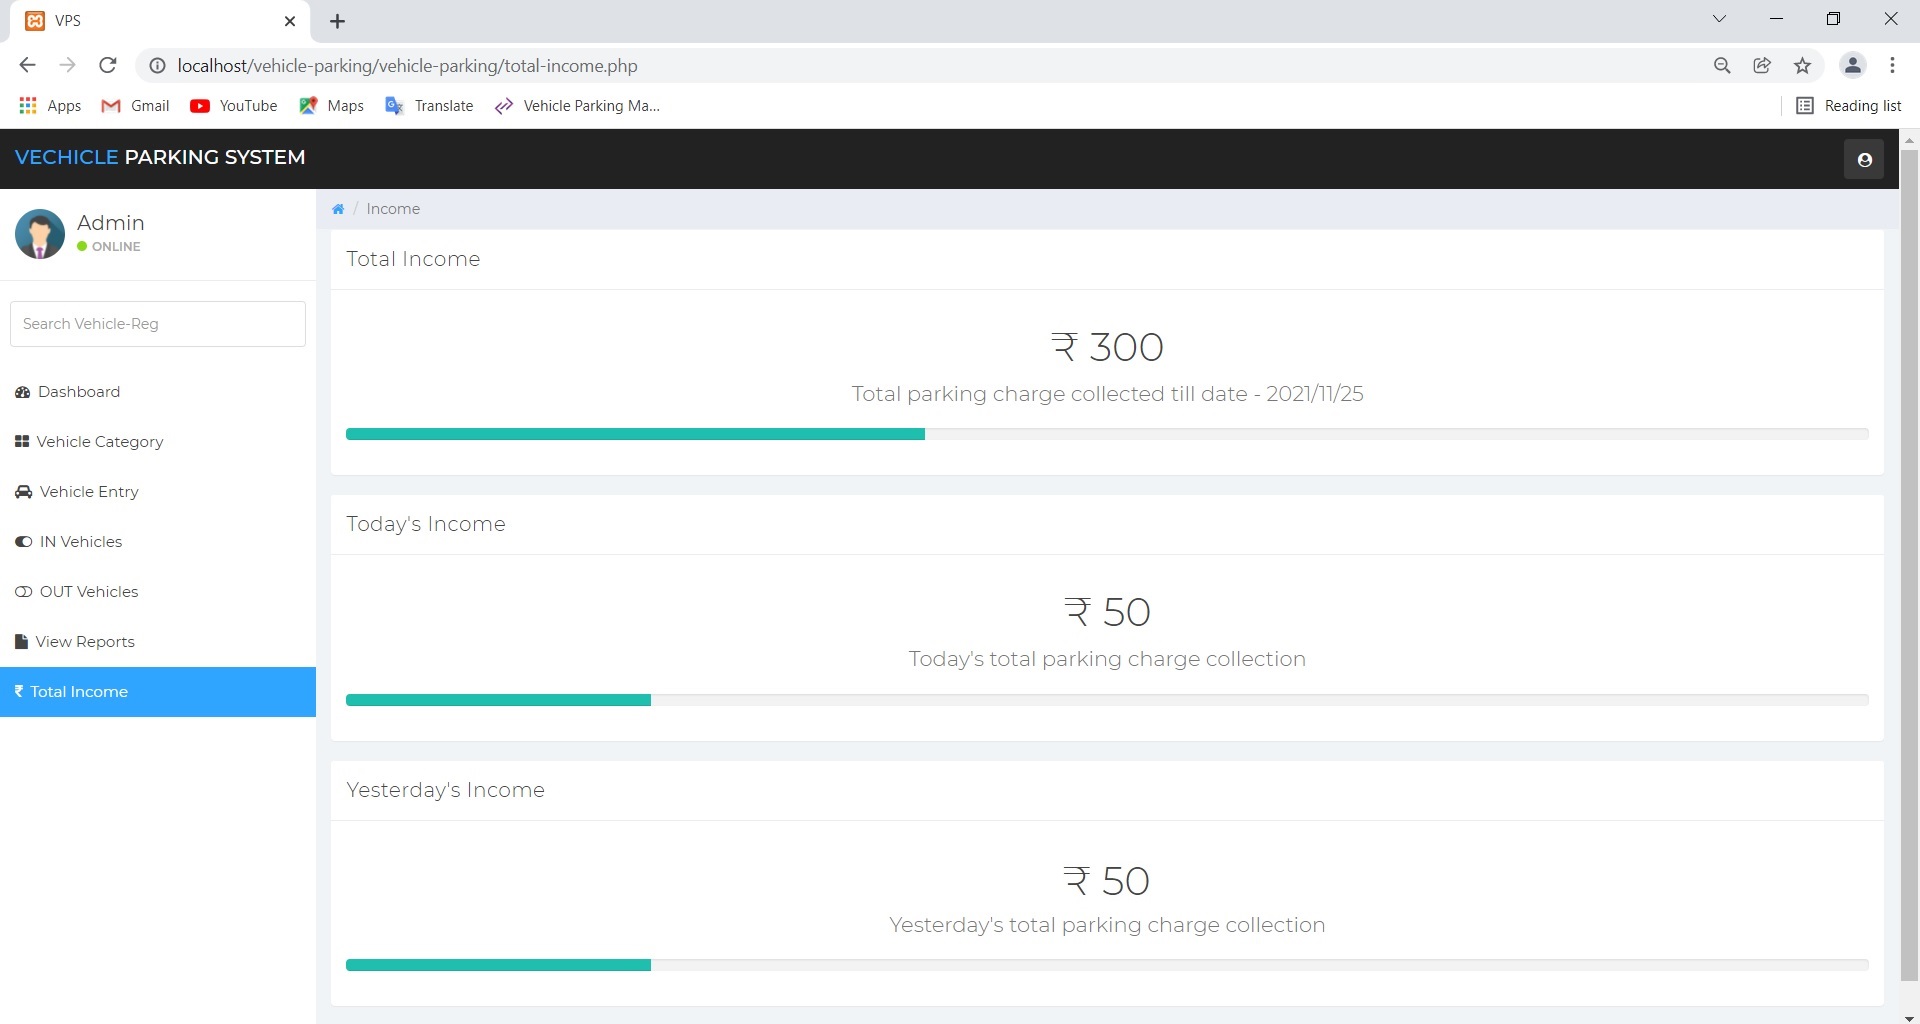 VPS
localhost/vehicle-parking/vehicle-parking/total-income.php
Apps Gmail YouTube Maps Translate Vehicle Parking Ma... Reading list
VECHICLE PARKING SYSTEM
Admin
ONLINE
Search Vehicle-Reg
Dashboard
Vehicle Category
Vehicle Entry
IN Vehicles
OUT Vehicles
View Reports
₹ Total Income
/ Income
Total Income
₹ 300
Total parking charge collected till date - 2021/11/25
Today's Income
₹ 50
Today's total parking charge collection
Yesterday's Income
₹ 50
Yesterday's total parking charge collection